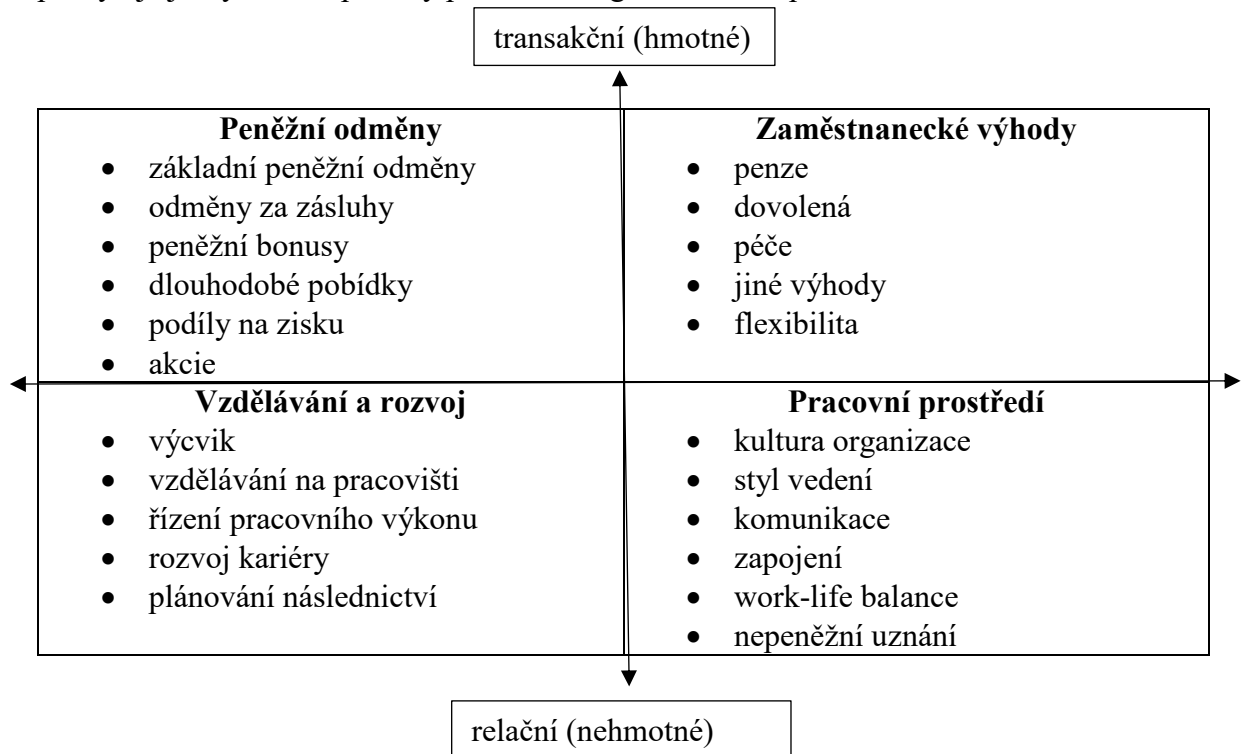 transakční (hmotné)
Peněžní odměny
• základní peněžní odměny
• odměny za zásluhy
• peněžní bonusy
• dlouhodobé pobídky
• podíly na zisku
• akcie
Zaměstnanecké výhody
• penze
• dovolená
• péče
• jiné výhody
• flexibilita
Vzdělávání a rozvoj
• výcvik
• vzdělávání na pracovišti
• řízení pracovního výkonu
• rozvoj kariéry
• plánování následnictví
Pracovní prostředí
• kultura organizace
• styl vedení
• komunikace
• zapojení
• work-life balance
• nepeněžní uznání
relační (nehmotné)